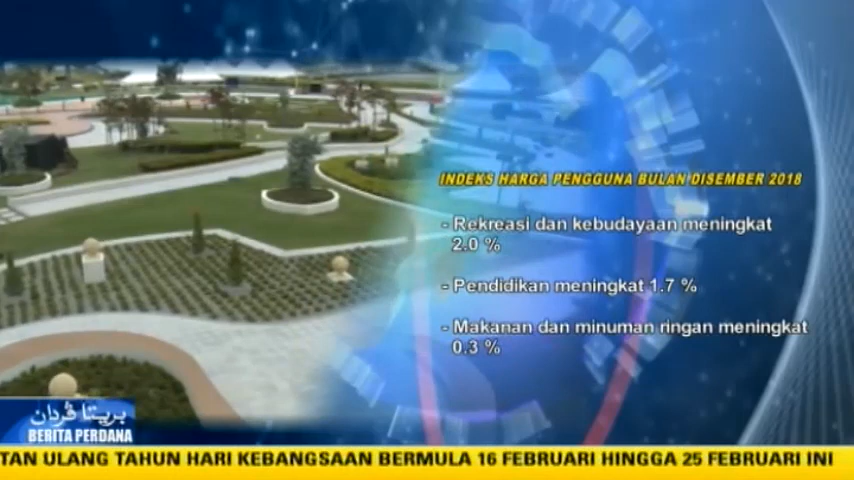 INDEKS HARGA PENGGUNA BULAN DISEMBER 2018
- Rekreasi dan kebudayaan meningkat
2.0 %
- Pendidikan meningkat 1.7 %
- Makanan dan minuman ringan meningkat
0.3 %
بريتا ڤردان
BERITA PERDANA
TAN ULANG TAHUN HARI KEBANGSAAN BERMULA 16 FEBRUARI HINGGA 25 FEBRUARI INI